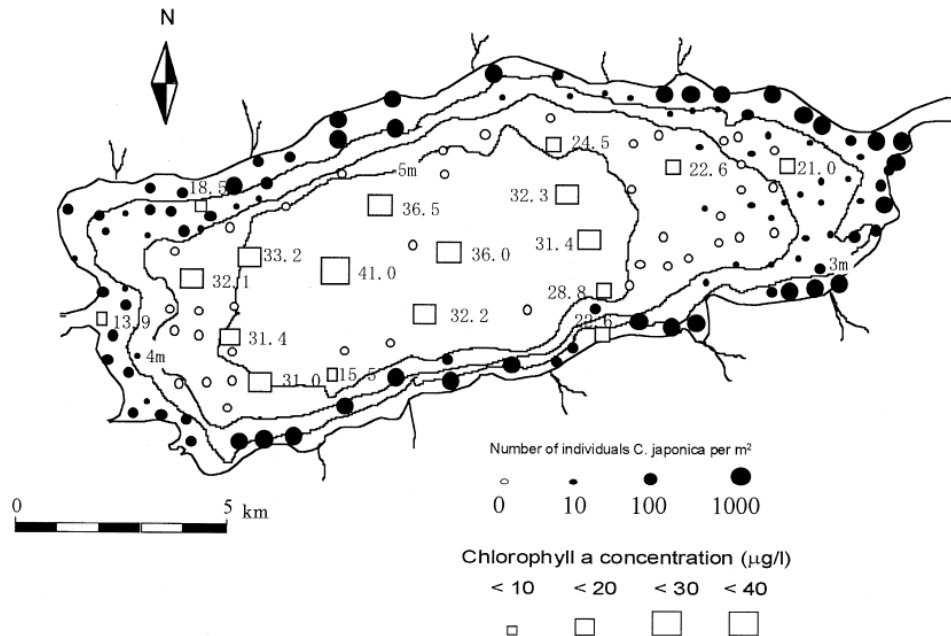 N
24.5
22.6
21.0
5m
18.5
32.3
36.5
31.4
36.0
33.2
41.0
32.1
3m
28.8
32.2
13.9
22.6
31.4
4m
15.5
31.0
Number of individuals C. japonica per m²
0 10 100 1000
0 5 km
Chlorophyll a concentration (μg/l)
< 10 < 20 < 30 < 40